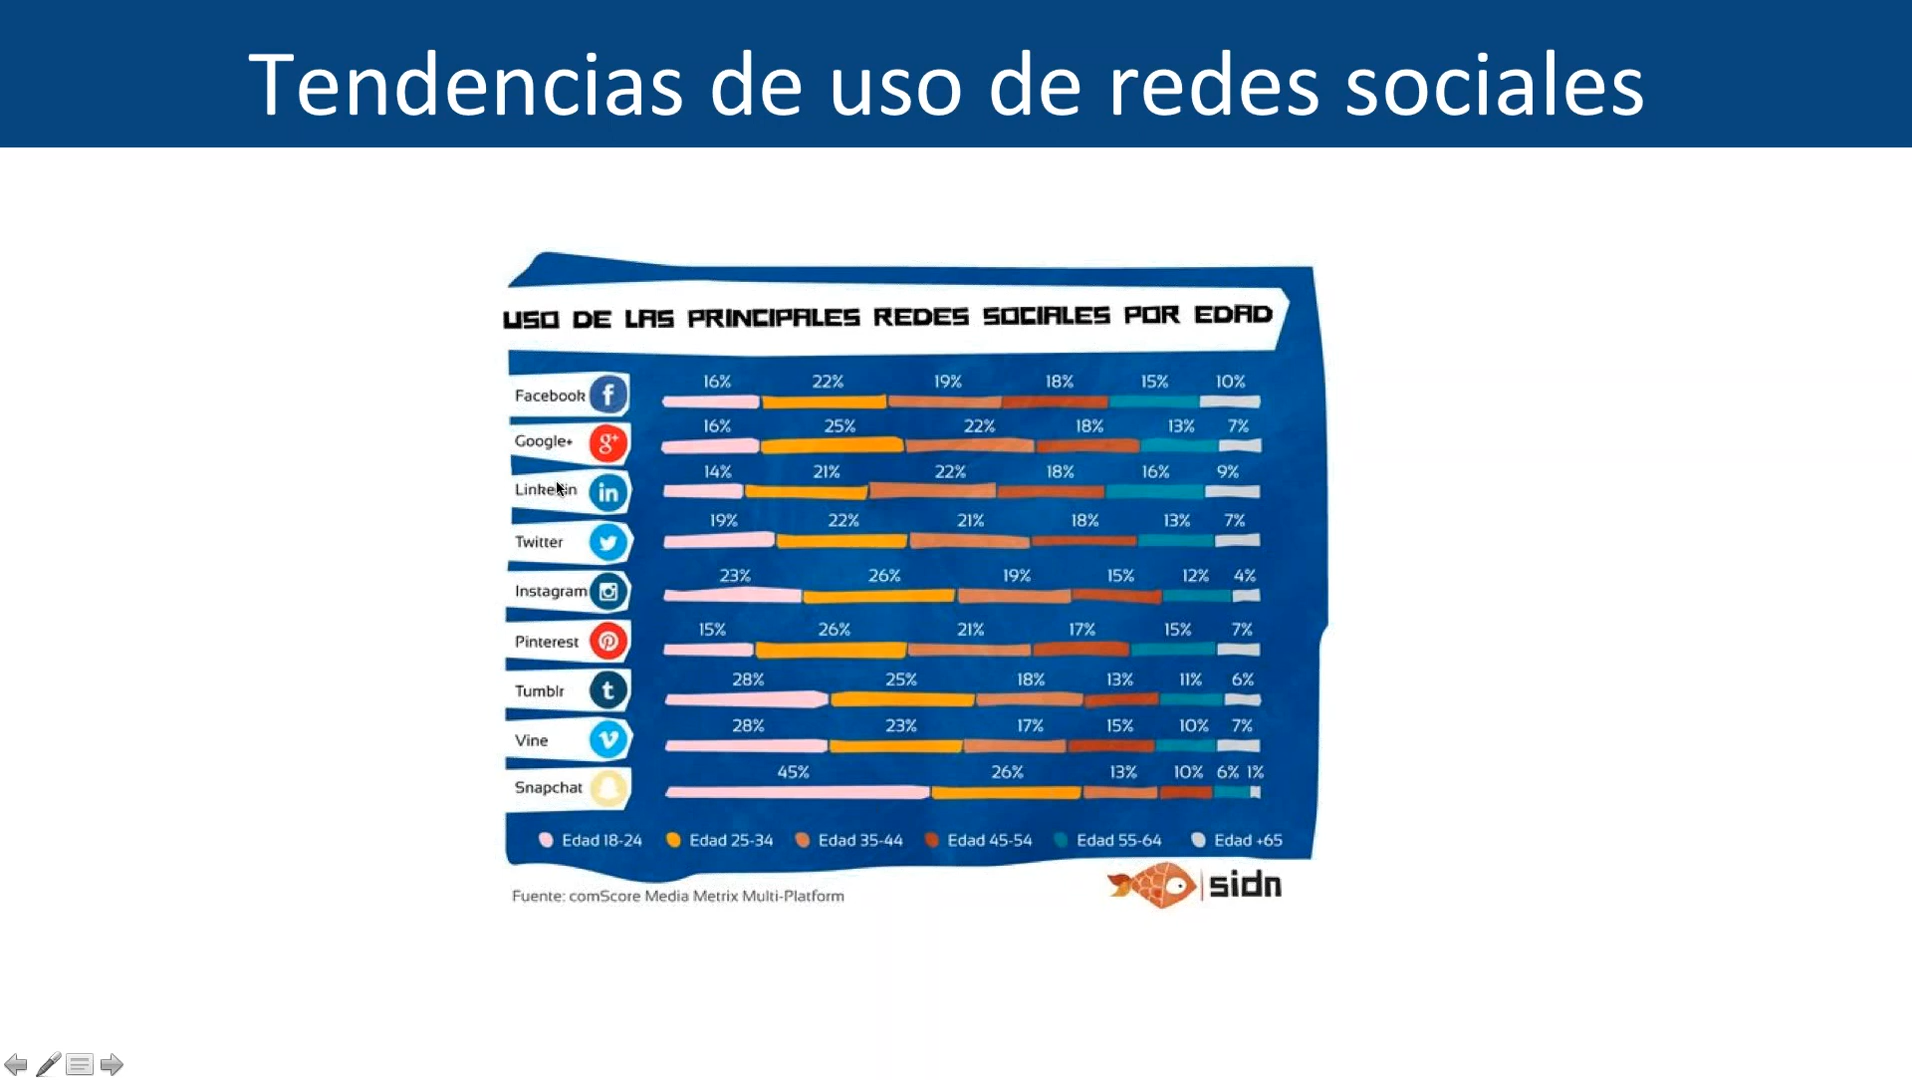 Tendencias de uso de redes sociales
USO DE LAS PRINCIPALES REDES SOCIALES POR EDAD
Facebook f 16% 22% 19% 18% 15% 10%
Google+ g+ 16% 25% 22% 18% 13% 7%
Linkedin in 14% 21% 22% 18% 16% 9%
Twitter 19% 22% 21% 18% 13% 7%
Instagram 23% 26% 19% 15% 12% 4%
Pinterest 15% 26% 21% 17% 15% 7%
Tumblr t 28% 25% 18% 13% 11% 6%
Vine v 28% 23% 17% 15% 10% 7%
Snapchat 45% 26% 13% 10% 6% 1%
Edad 18-24 Edad 25-34 Edad 35-44 Edad 45-54 Edad 55-64 Edad +65
Fuente: comScore Media Metrix Multi-Platform
sidn